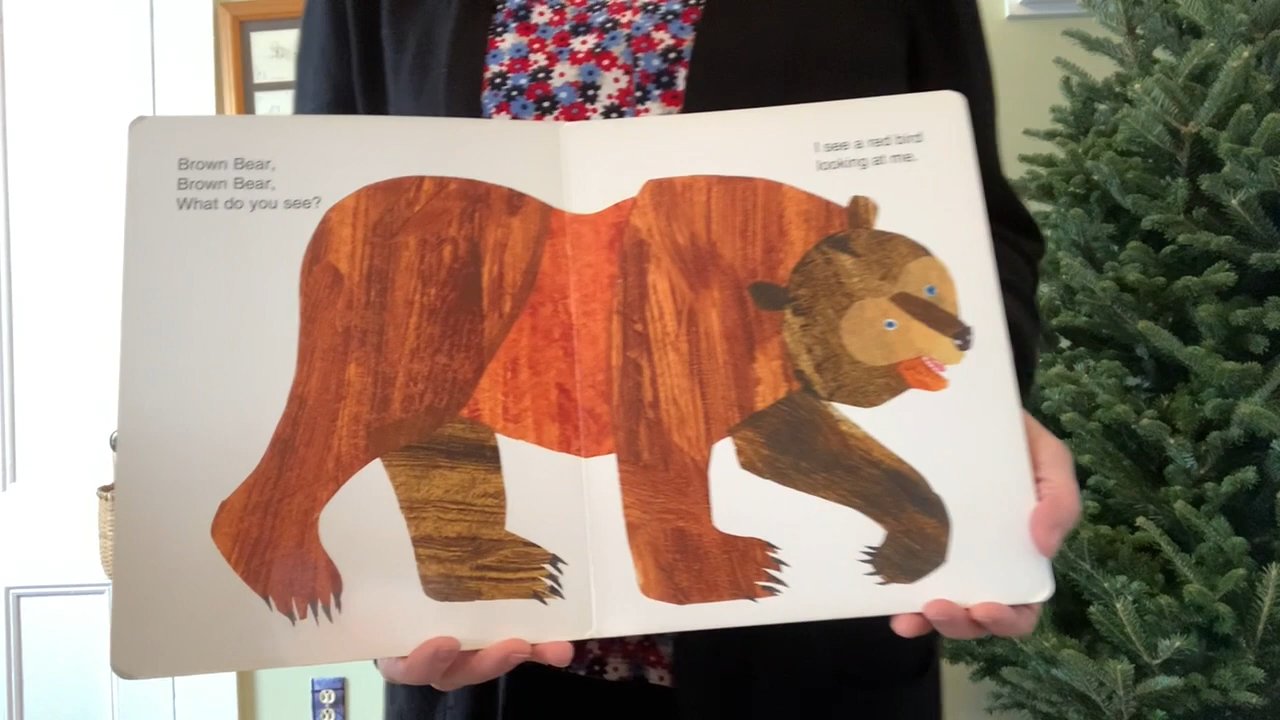 Brown Bear,
Brown Bear,
What do you see?
I see a red bird
looking at me.